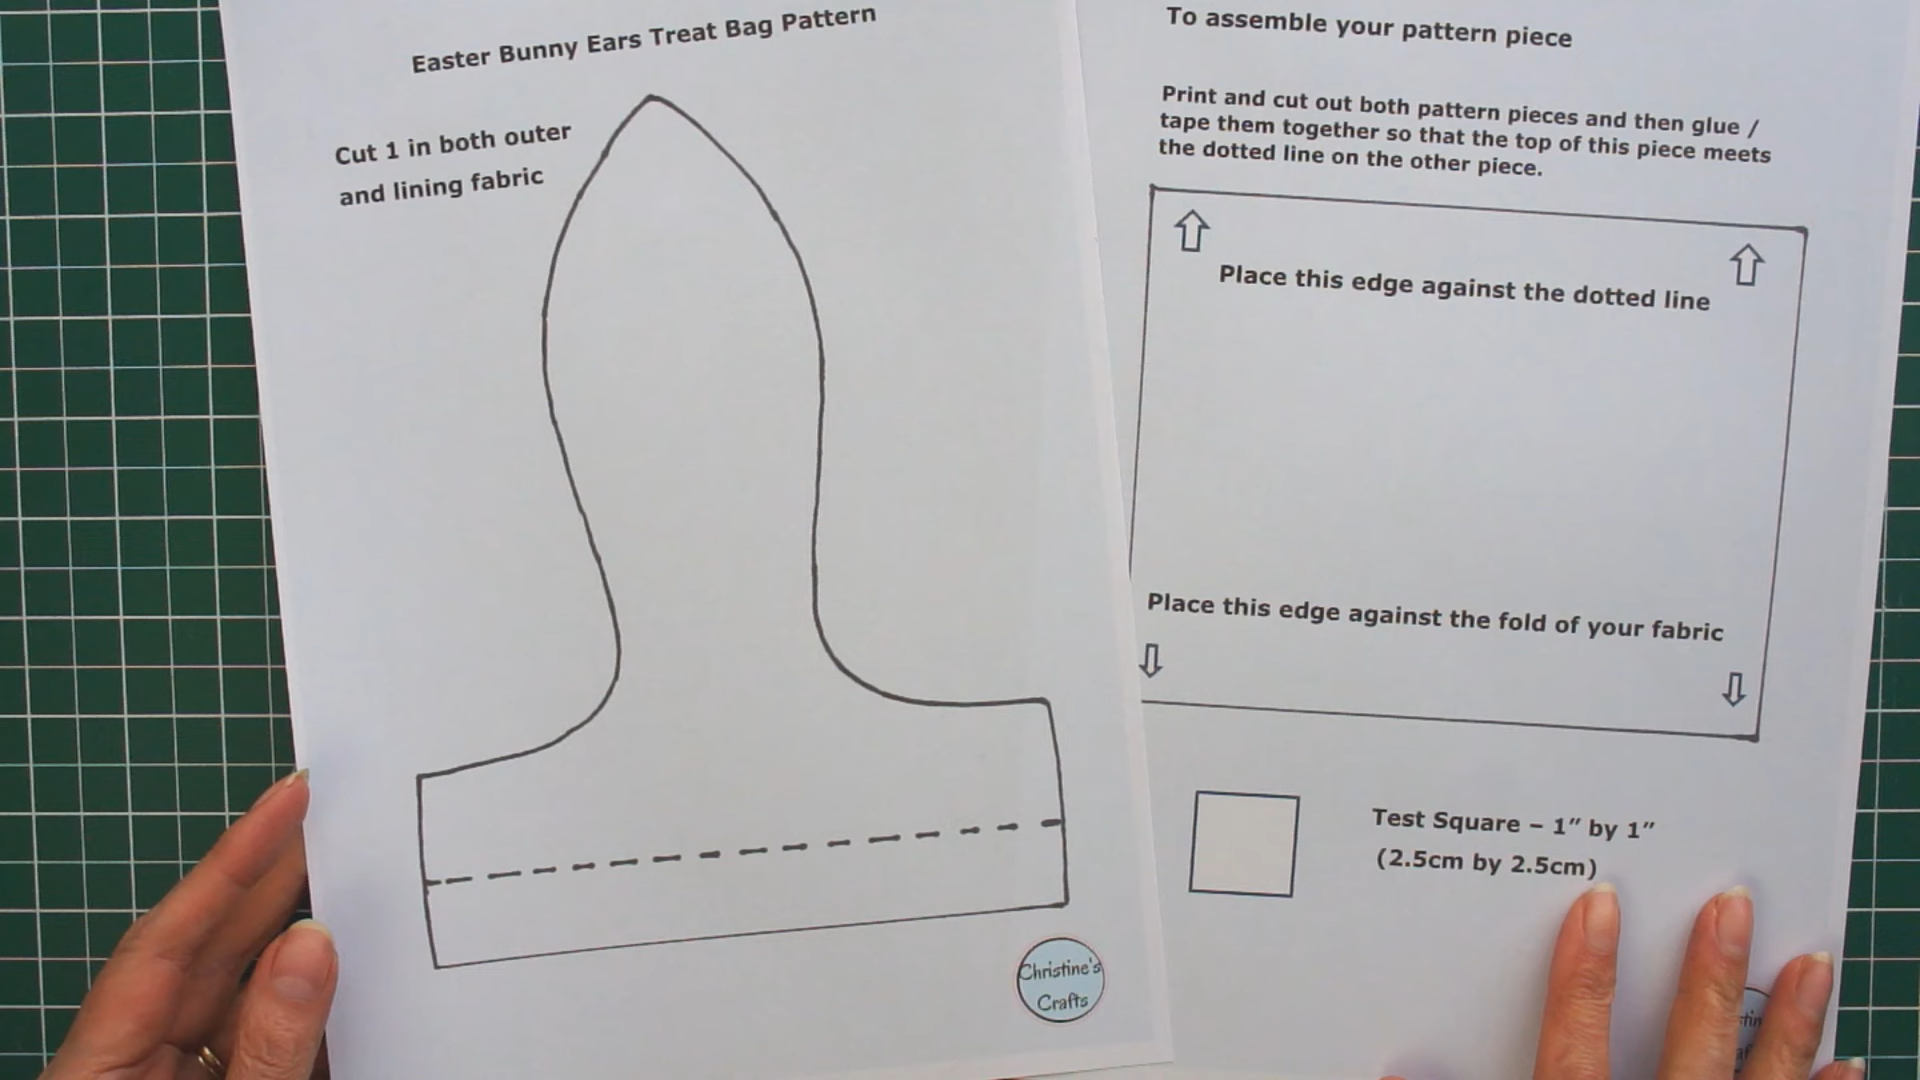 Easter Bunny Ears Treat Bag Pattern
Cut 1 in both outer
and lining fabric
Christine's
Crafts
To assemble your pattern piece
Print and cut out both pattern pieces and then glue /
tape them together so that the top of this piece meets
the dotted line on the other piece.
Place this edge against the dotted line
Place this edge against the fold of your fabric
Test Square – 1” by 1”
(2.5cm by 2.5cm)